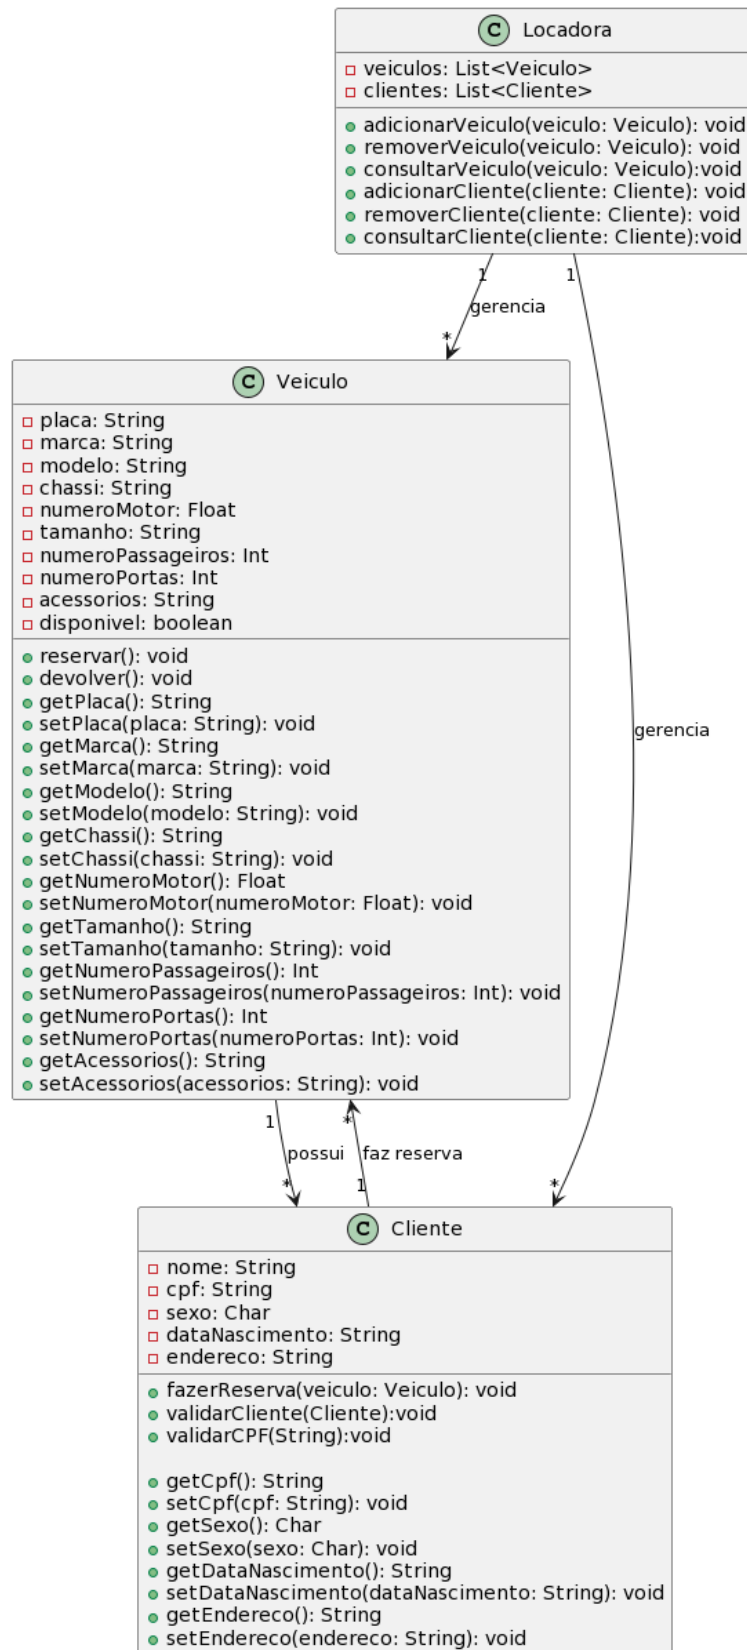 C Locadora
veiculos: List<Veiculo>
clientes: List<Cliente>
adicionarVeiculo(veiculo: Veiculo): void
removerVeiculo(veiculo: Veiculo): void
consultarVeiculo(veiculo: Veiculo):void
adicionarCliente(cliente: Cliente): void
removerCliente(cliente: Cliente): void
consultarCliente(cliente: Cliente):void
1
1
gerencia
*
C Veiculo
placa: String
marca: String
modelo: String
chassi: String
numeroMotor: Float
tamanho: String
numeroPassageiros: Int
numeroPortas: Int
acessorios: String
disponivel: boolean
reservar(): void
devolver(): void
getPlaca(): String
setPlaca(placa: String): void
getMarca(): String
setMarca(marca: String): void
getModelo(): String
setModelo(modelo: String): void
getChassi(): String
setChassi(chassi: String): void
getNumeroMotor(): Float
setNumeroMotor(numeroMotor: Float): void
getTamanho(): String
setTamanho(tamanho: String): void
getNumeroPassageiros(): Int
setNumeroPassageiros(numeroPassageiros: Int): void
getNumeroPortas(): Int
setNumeroPortas(numeroPortas: Int): void
getAcessorios(): String
setAcessorios(acessorios: String): void
gerencia
1
*
possui
faz reserva
*
1
*
C Cliente
nome: String
cpf: String
sexo: Char
dataNascimento: String
endereco: String
fazerReserva(veiculo: Veiculo): void
validarCliente(Cliente):void
validarCPF(String):void
getCpf(): String
setCpf(cpf: String): void
getSexo(): Char
setSexo(sexo: Char): void
getDataNascimento(): String
setDataNascimento(dataNascimento: String): void
getEndereco(): String
setEndereco(endereco: String): void